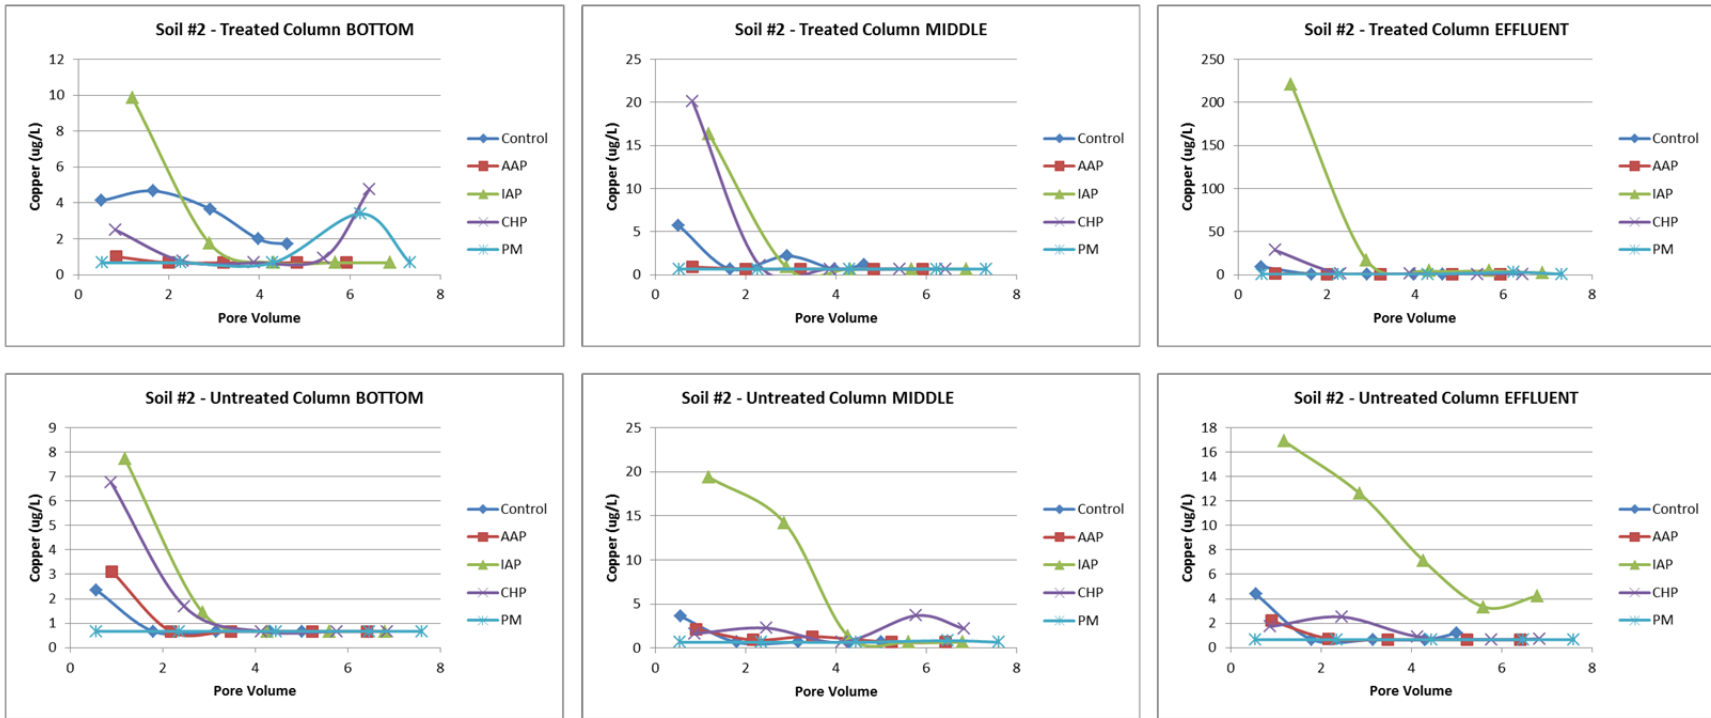 Soil #2 - Treated Column BOTTOM
Copper (ug/L)
12
10
8
6
4
2
0
0 2 4 6 8
Pore Volume
Control
AAP
IAP
CHP
PM
Soil #2 - Treated Column MIDDLE
Copper (ug/L)
25
20
15
10
5
0
0 2 4 6 8
Pore Volume
Control
AAP
IAP
CHP
PM
Soil #2 - Treated Column EFFLUENT
Copper (ug/L)
250
200
150
100
50
0
0 2 4 6 8
Pore Volume
Control
AAP
IAP
CHP
PM
Soil #2 - Untreated Column BOTTOM
Copper (ug/L)
9
8
7
6
5
4
3
2
1
0
0 2 4 6 8
Pore Volume
Control
AAP
IAP
CHP
PM
Soil #2 - Untreated Column MIDDLE
Copper (ug/L)
25
20
15
10
5
0
0 2 4 6 8
Pore Volume
Control
AAP
IAP
CHP
PM
Soil #2 - Untreated Column EFFLUENT
Copper (ug/L)
18
16
14
12
10
8
6
4
2
0
0 2 4 6 8
Pore Volume
Control
AAP
IAP
CHP
PM